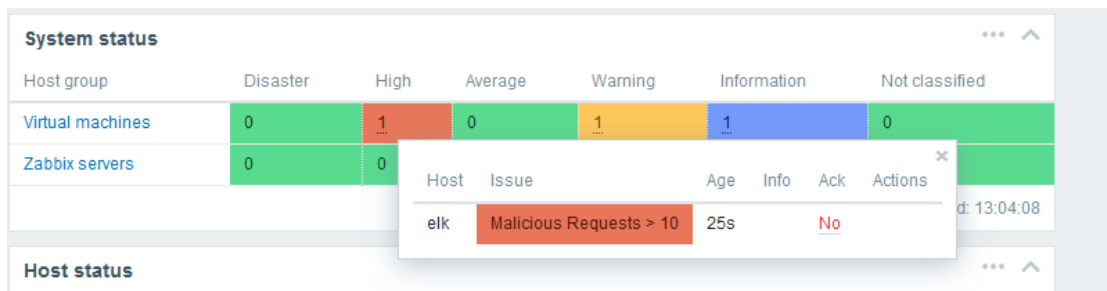 System status
Host group Disaster High Average Warning Information Not classified
Virtual machines 0 1 0 1 1 0
Zabbix servers 0 0
Host Issue Age Info Ack Actions
elk Malicious Requests > 10 25s No
d: 13:04:08
Host status